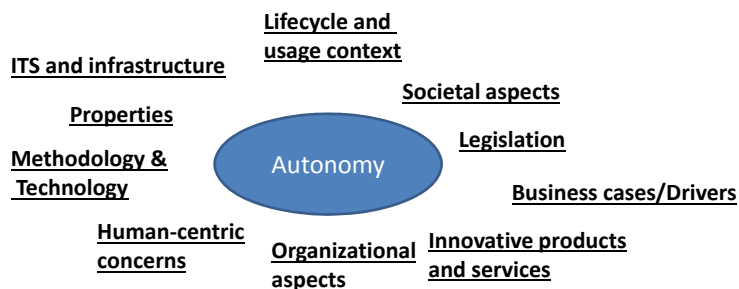 Lifecycle and
usage context
ITS and infrastructure
Societal aspects
Properties
Legislation
Methodology &
Technology
Autonomy
Business cases/Drivers
Human-centric
concerns
Organizational
aspects
Innovative products
and services